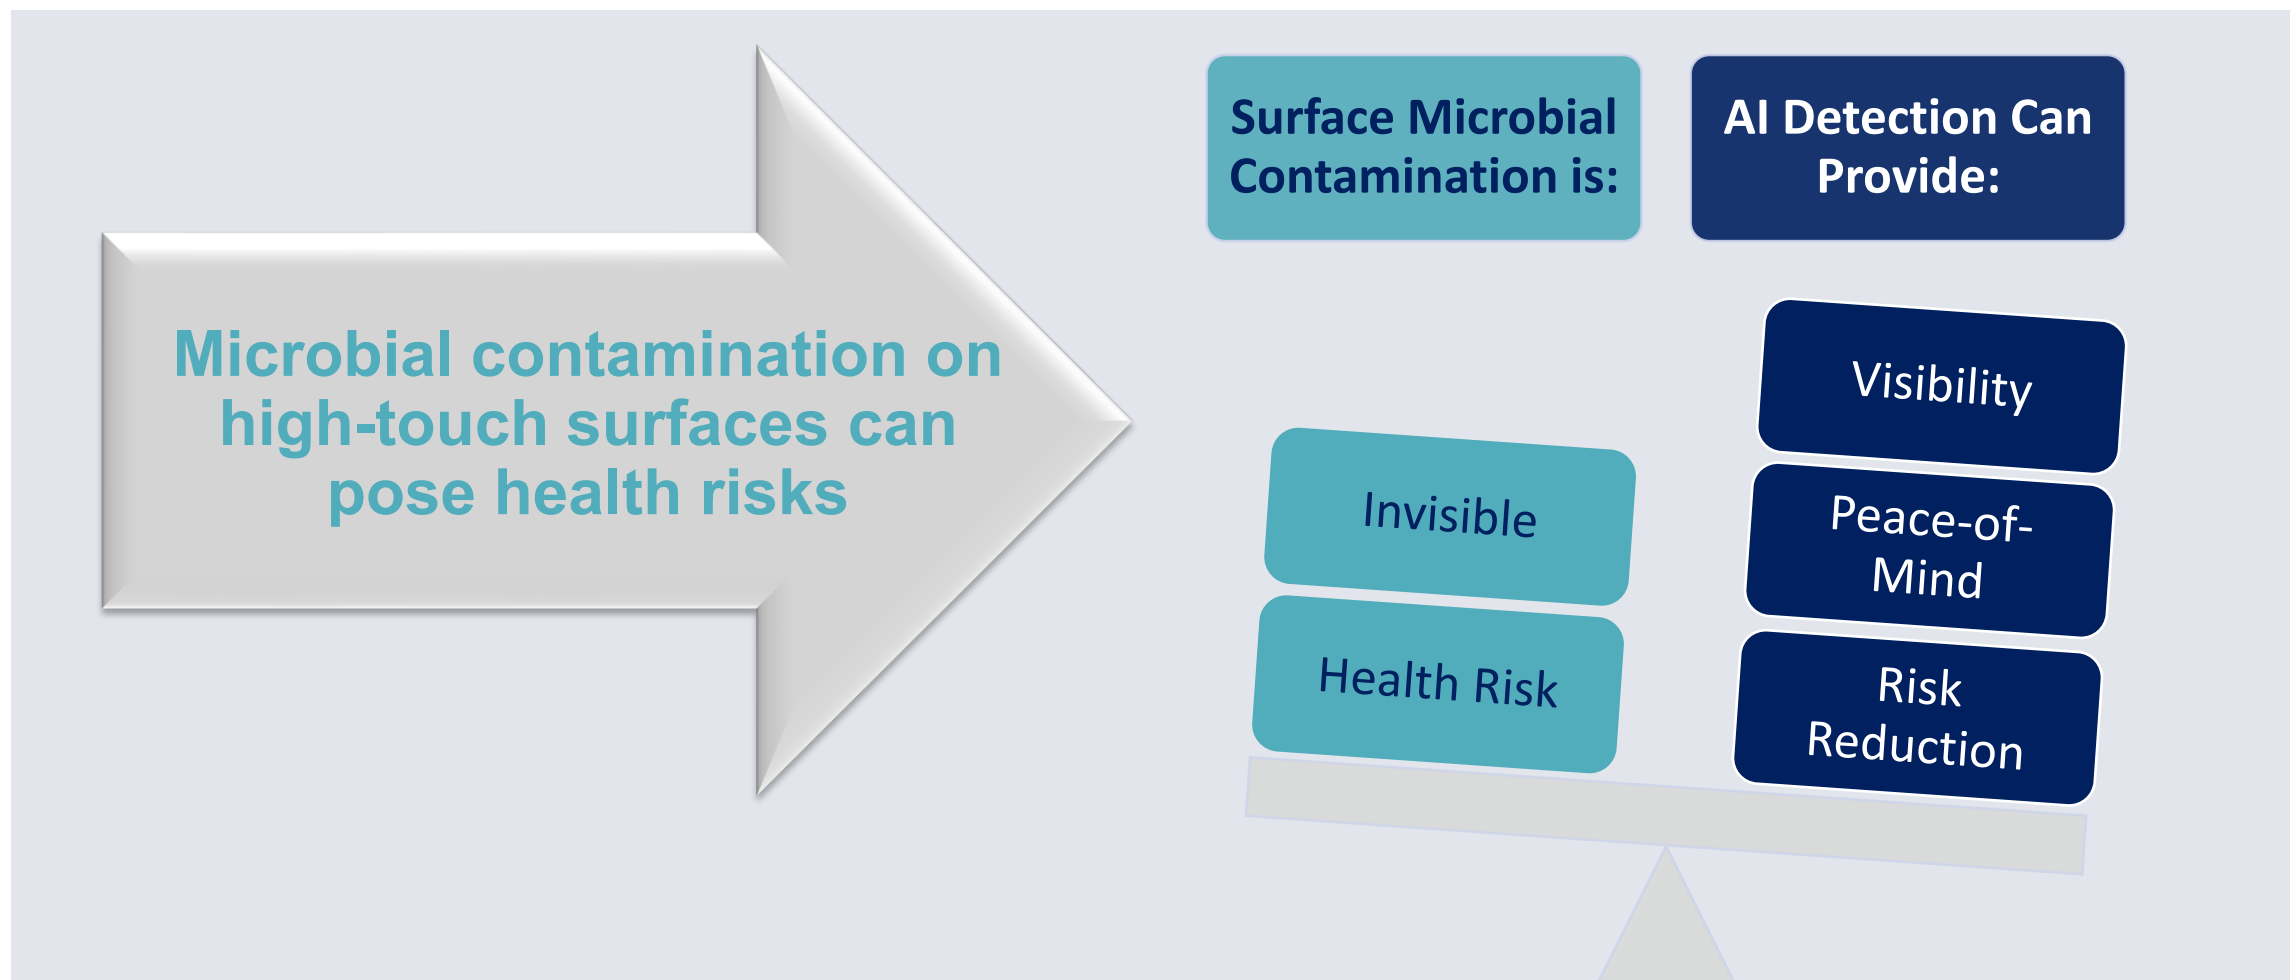 Microbial contamination on
high-touch surfaces can
pose health risks
Surface Microbial
Contamination is:
AI Detection Can
Provide:
Invisible
Health Risk
Visibility
Peace-of-
Mind
Risk
Reduction